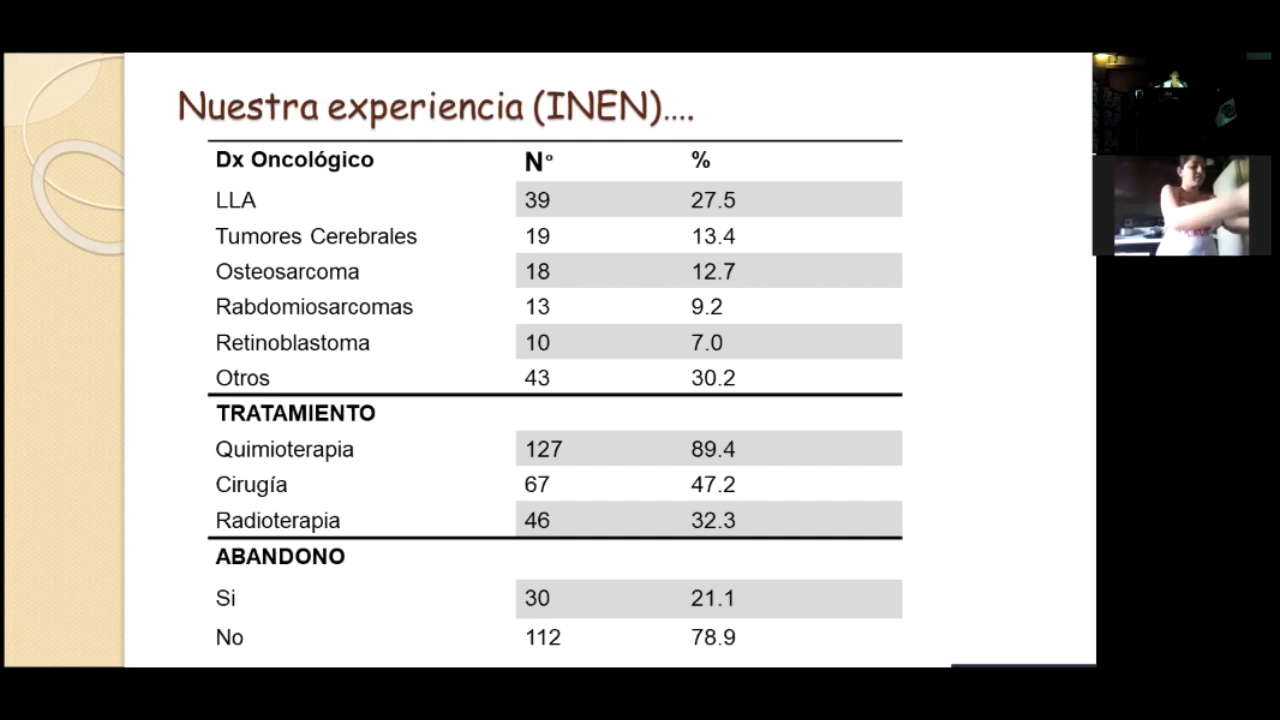 Nuestra experiencia (INEN)....
Dx Oncológico N° %
LLA 39 27.5
Tumores Cerebrales 19 13.4
Osteosarcoma 18 12.7
Rabdomiosarcomas 13 9.2
Retinoblastoma 10 7.0
Otros 43 30.2
TRATAMIENTO
Quimioterapia 127 89.4
Cirugía 67 47.2
Radioterapia 46 32.3
ABANDONO
Si 30 21.1
No 112 78.9